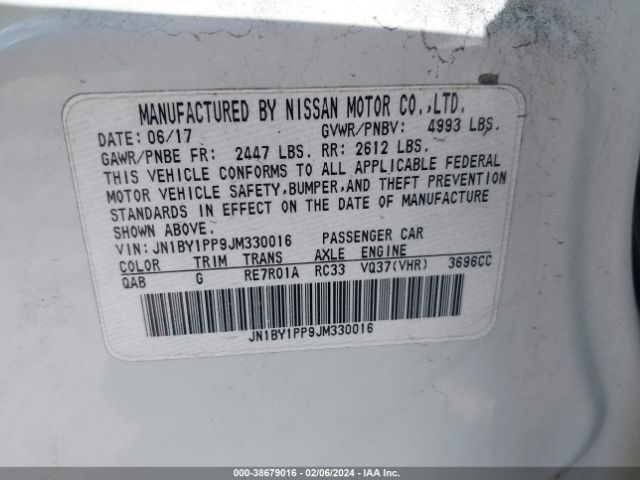 MANUFACTURED BY NISSAN MOTOR CO.,LTD.
DATE: 06/17 GVWR/PNBV: 4993 LBS.
GAWR/PNBE FR: 2447 LBS. RR: 2612 LBS.
THIS VEHICLE CONFORMS TO ALL APPLICABLE FEDERAL
MOTOR VEHICLE SAFETY,BUMPER,AND THEFT PREVENTION
STANDARDS IN EFFECT ON THE DATE OF MANUFACTURE
SHOWN ABOVE.
VIN: JN1BY1PP9JM330016 PASSENGER CAR
COLOR TRIM TRANS AXLE ENGINE
QAB G RE7R01A RC33 VQ37(VHR) 3696CC
JN1BY1PP9JM330016
000-38679016 - 02/06/2024 - IAA Inc.